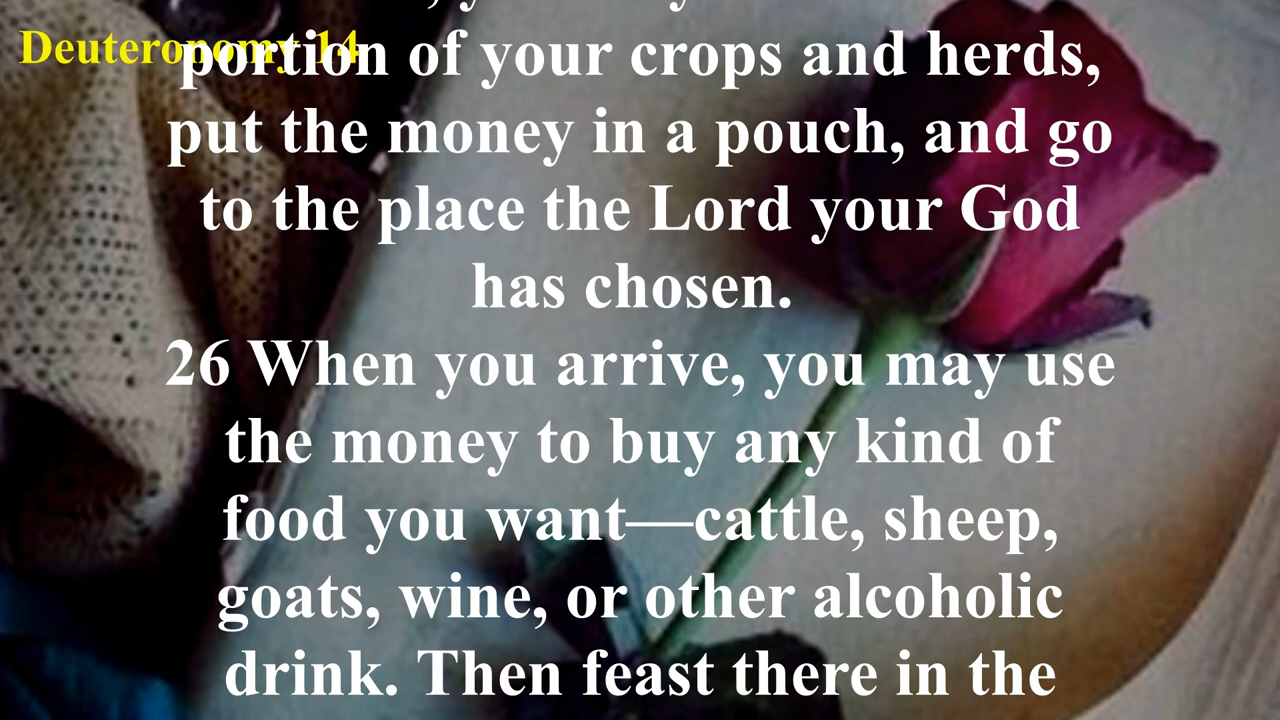 Deuteronomy 14
portion of your crops and herds,
put the money in a pouch, and go
to the place the Lord your God
has chosen.
26 When you arrive, you may use
the money to buy any kind of
food you want—cattle, sheep,
goats, wine, or other alcoholic
drink. Then feast there in the